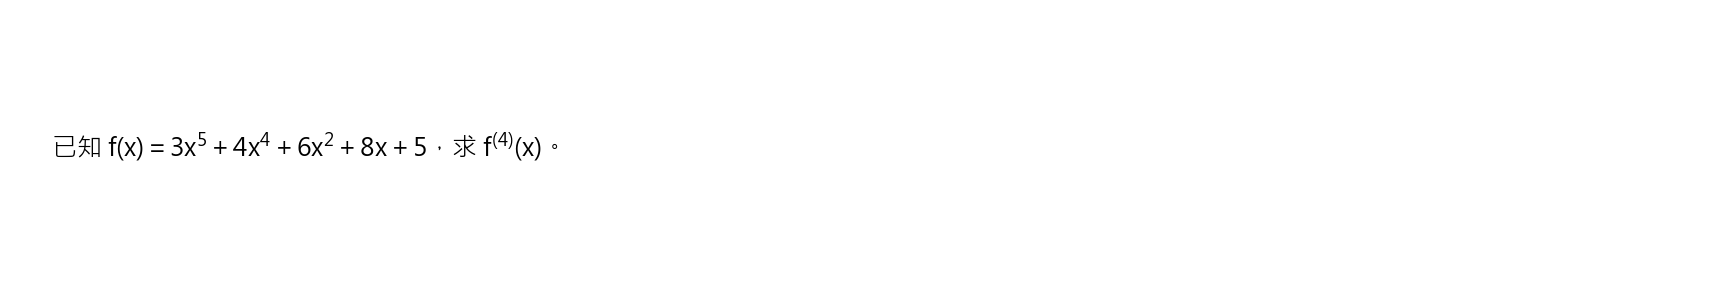 已知 f(x) = 3x⁵ + 4x⁴ + 6x² + 8x + 5，求 f⁽⁴⁾(x)。